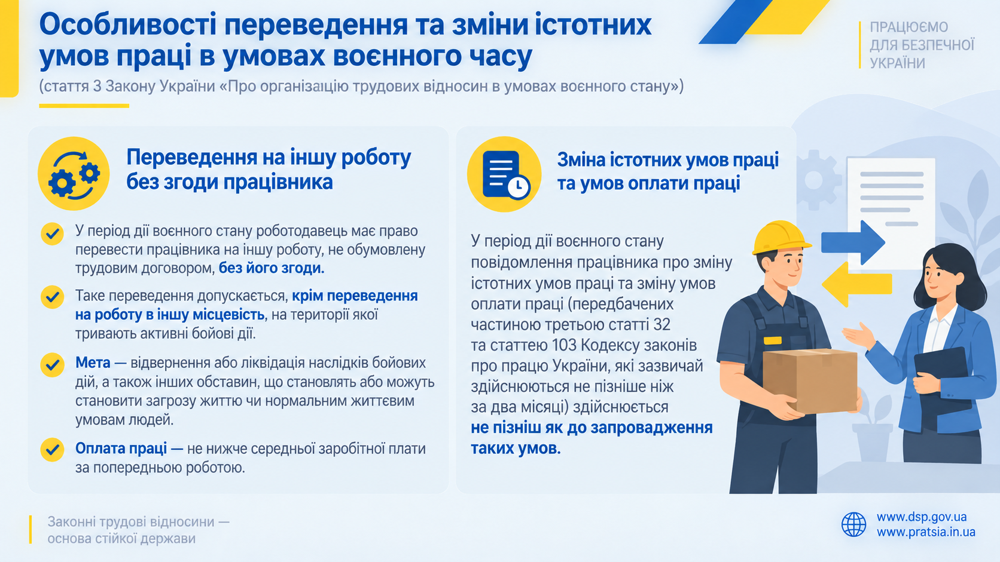 Особливості переведення та зміни істотних
умов праці в умовах воєнного часу
(стаття 3 Закону України «Про організацію трудових відносин в умовах воєнного стану»)
ПРАЦЮЄМО
ДЛЯ БЕЗПЕЧНОЇ
УКРАЇНИ
Переведення на іншу роботу
без згоди працівника
У період дії воєнного стану роботодавець має право
перевести працівника на іншу роботу, не обумовлену
трудовим договором, без його згоди.
Таке переведення допускається, крім переведення
на роботу в іншу місцевість, на території якої
тривають активні бойові дії.
Мета — відвернення або ліквідація наслідків бойових
дій, а також інших обставин, що становлять або можуть
становити загрозу життю чи нормальним життєвим
умовам людей.
Оплата праці — не нижче середньої заробітної плати
за попередньою роботою.
Зміна істотних умов праці
та умов оплати праці
У період дії воєнного стану
повідомлення працівника про зміну
істотних умов праці та зміну умов
оплати праці (передбачених
частиною третьою статті 32
та статтею 103 Кодексу законів
про працю України, які зазвичай
здійснюються не пізніше ніж
за два місяці) здійснюється
не пізніш як до запровадження
таких умов.
Законні трудові відносини —
основа стійкої держави
www.dsp.gov.ua
www.pratsia.in.ua